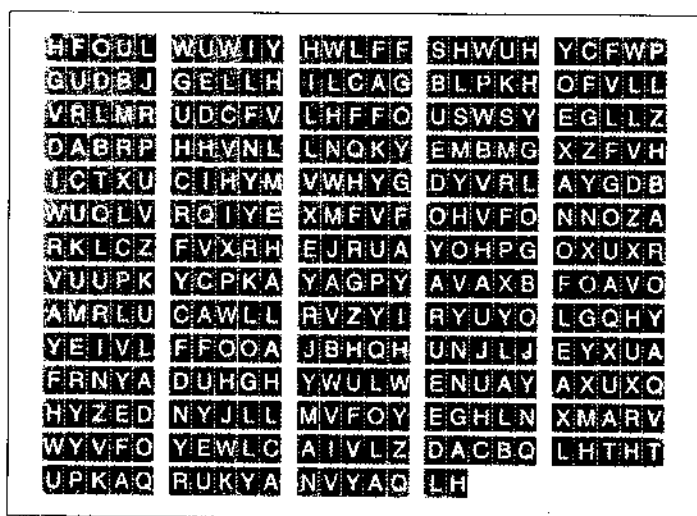 HFOUL WUWIY HWLFF SHWUH YCFWP
GUDBJ GELLH ILCAG BLPKH OFVLL
VRLMR UDCFV LHFFO USWSY EGLLZ
DABRP HHVNL LNQKY EMBMG XZFVH
ICTXU CIHYM VWHYG DYVRL AYGDB
WUQLV RQIYE XMFVF OHVFO NNOZA
RKLCZ FVXRH EJRUA YOHPG OXUXR
VUUPK YCPKA YAGPY AVAXB FOAVO
AMRLU CAWLL RVZYI RYUYO LGQHY
YEIVL FFOOA JBHQH UNJLJ EYXUA
FRNYA DUHGH YWULW ENUAY AXUXQ
HYZED NYJLL MVFOY EGHLN XMARV
WYVFO YEWLC AIVLZ DACBQ LHTHT
UPKAQ RUKYA NVYAQ LH